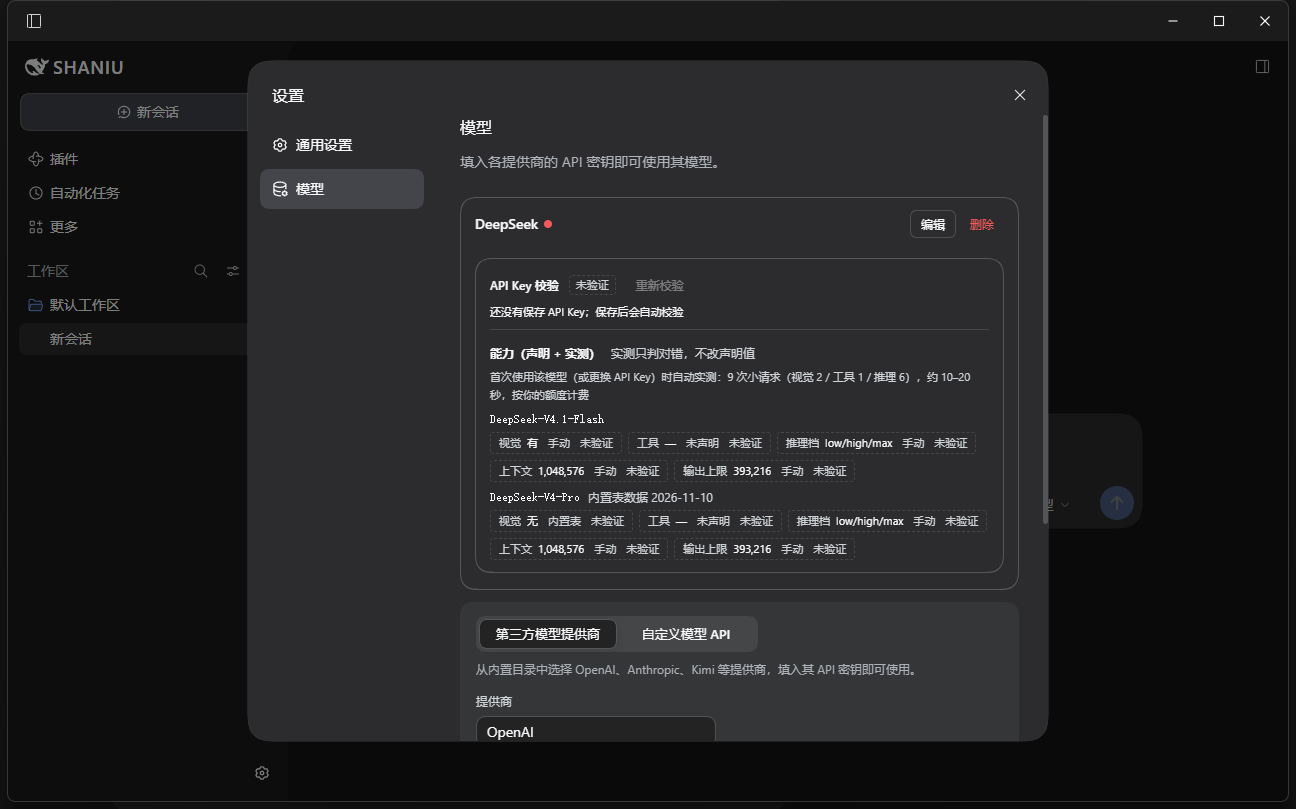 SHANIU
新会话
插件
自动化任务
更多
工作区
默认工作区
新会话
设置
通用设置
模型
模型
填入各提供商的 API 密钥即可使用其模型。
DeepSeek
编辑 删除
API Key 校验 未验证 重新校验
还没有保存 API Key；保存后会自动校验
能力（声明 + 实测） 实测只判对错，不改声明值
首次使用该模型（或更换 API Key）时自动实测：9 次小请求（视觉 2 / 工具 1 / 推理 6），约 10–20
秒，按你的额度计费
DeepSeek-V4.1-Flash
视觉 有 手动 未验证 工具 — 未声明 未验证 推理档 low/high/max 手动 未验证
上下文 1,048,576 手动 未验证 输出上限 393,216 手动 未验证
DeepSeek-V4-Pro 内置表数据 2026-11-10
视觉 无 内置表 未验证 工具 — 未声明 未验证 推理档 low/high/max 手动 未验证
上下文 1,048,576 手动 未验证 输出上限 393,216 手动 未验证
第三方模型提供商 自定义模型 API
从内置目录中选择 OpenAI、Anthropic、Kimi 等提供商，填入其 API 密钥即可使用。
提供商
OpenAI